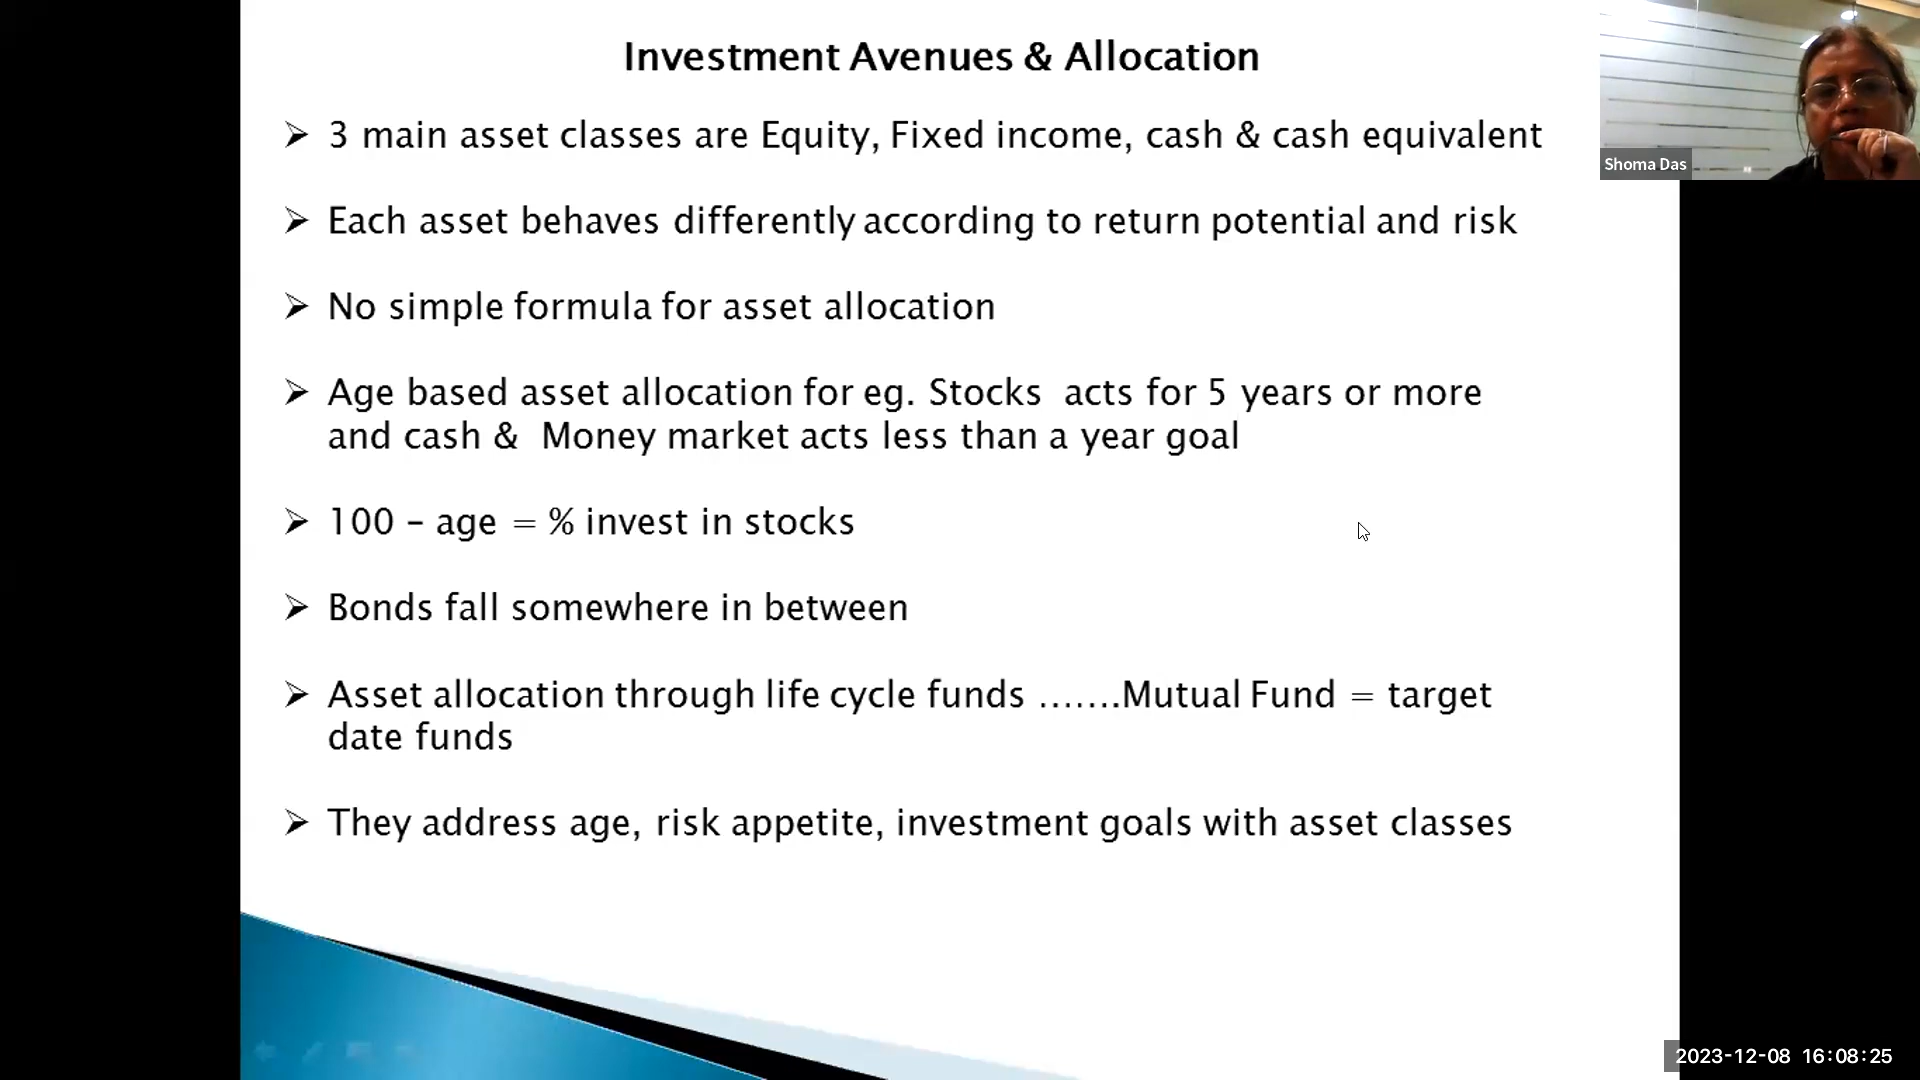 Investment Avenues & Allocation
➢ 3 main asset classes are Equity, Fixed income, cash & cash equivalent
➢ Each asset behaves differently according to return potential and risk
➢ No simple formula for asset allocation
➢ Age based asset allocation for eg. Stocks acts for 5 years or more
and cash & Money market acts less than a year goal
➢ 100 – age = % invest in stocks
➢ Bonds fall somewhere in between
➢ Asset allocation through life cycle funds …….Mutual Fund = target
date funds
➢ They address age, risk appetite, investment goals with asset classes
Shoma Das
2023-12-08 16:08:25